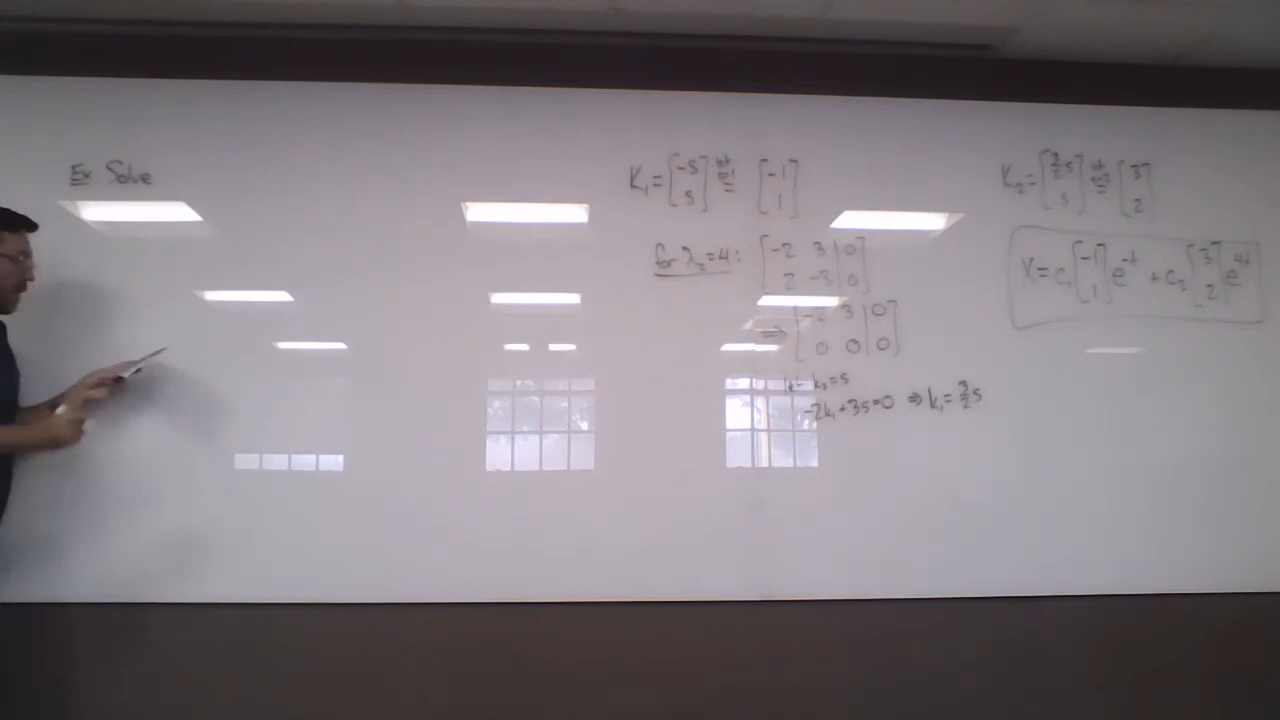 Ex Solve
K₁ = [-s; s] let s=1 = [-1; 1]
for λ₂=4: [-2 3 | 0; 2 -3 | 0]
⇒ [-2 3 | 0; 0 0 | 0]
let k₂=s
-2k₁+3s=0 ⇒ k₁=3/2 s
K₂ = [3/2 s; s] let s=2 = [3; 2]
X = c₁[-1; 1]e^-t + c₂[3; 2]e^4t